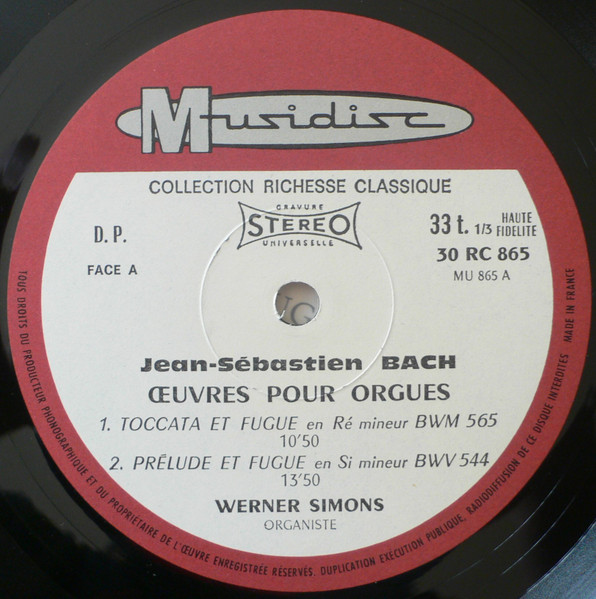 Musidisc
COLLECTION RICHESSE CLASSIQUE
GRAVURE
STEREO
UNIVERSELLE
D. P.
FACE A
33 t. 1/3 HAUTE FIDELITE
30 RC 865
MU 865 A
Jean-Sébastien BACH
ŒUVRES POUR ORGUES
1. TOCCATA ET FUGUE en Ré mineur BWM 565
10'50
2. PRÉLUDE ET FUGUE en Si mineur BWV 544
13'50
WERNER SIMONS
ORGANISTE
TOUS DROITS DU PRODUCTEUR PHONOGRAPHIQUE ET DU PROPRIÉTAIRE DE L'ŒUVRE ENREGISTRÉE RÉSERVÉS. DUPLICATION EXÉCUTION PUBLIQUE, RADIODIFFUSION DE CE DISQUE INTERDITES MADE IN FRANCE